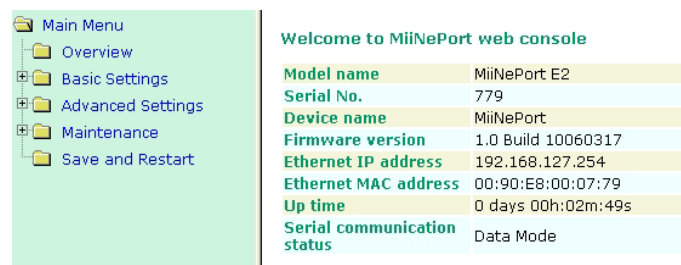 Main Menu
Overview
Basic Settings
Advanced Settings
Maintenance
Save and Restart
Welcome to MiiNePort web console
Model name MiiNePort E2
Serial No. 779
Device name MiiNePort
Firmware version 1.0 Build 10060317
Ethernet IP address 192.168.127.254
Ethernet MAC address 00:90:E8:00:07:79
Up time 0 days 00h:02m:49s
Serial communication
status Data Mode